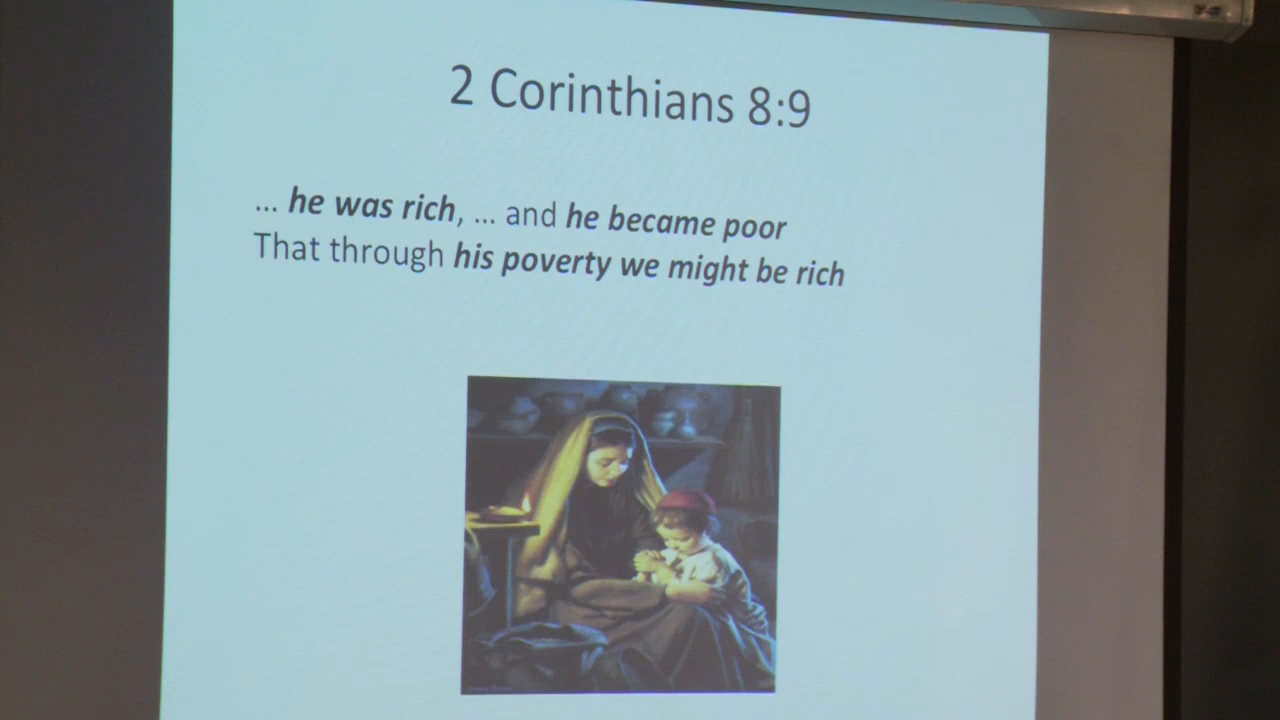 2 Corinthians 8:9
... he was rich, ... and he became poor
That through his poverty we might be rich